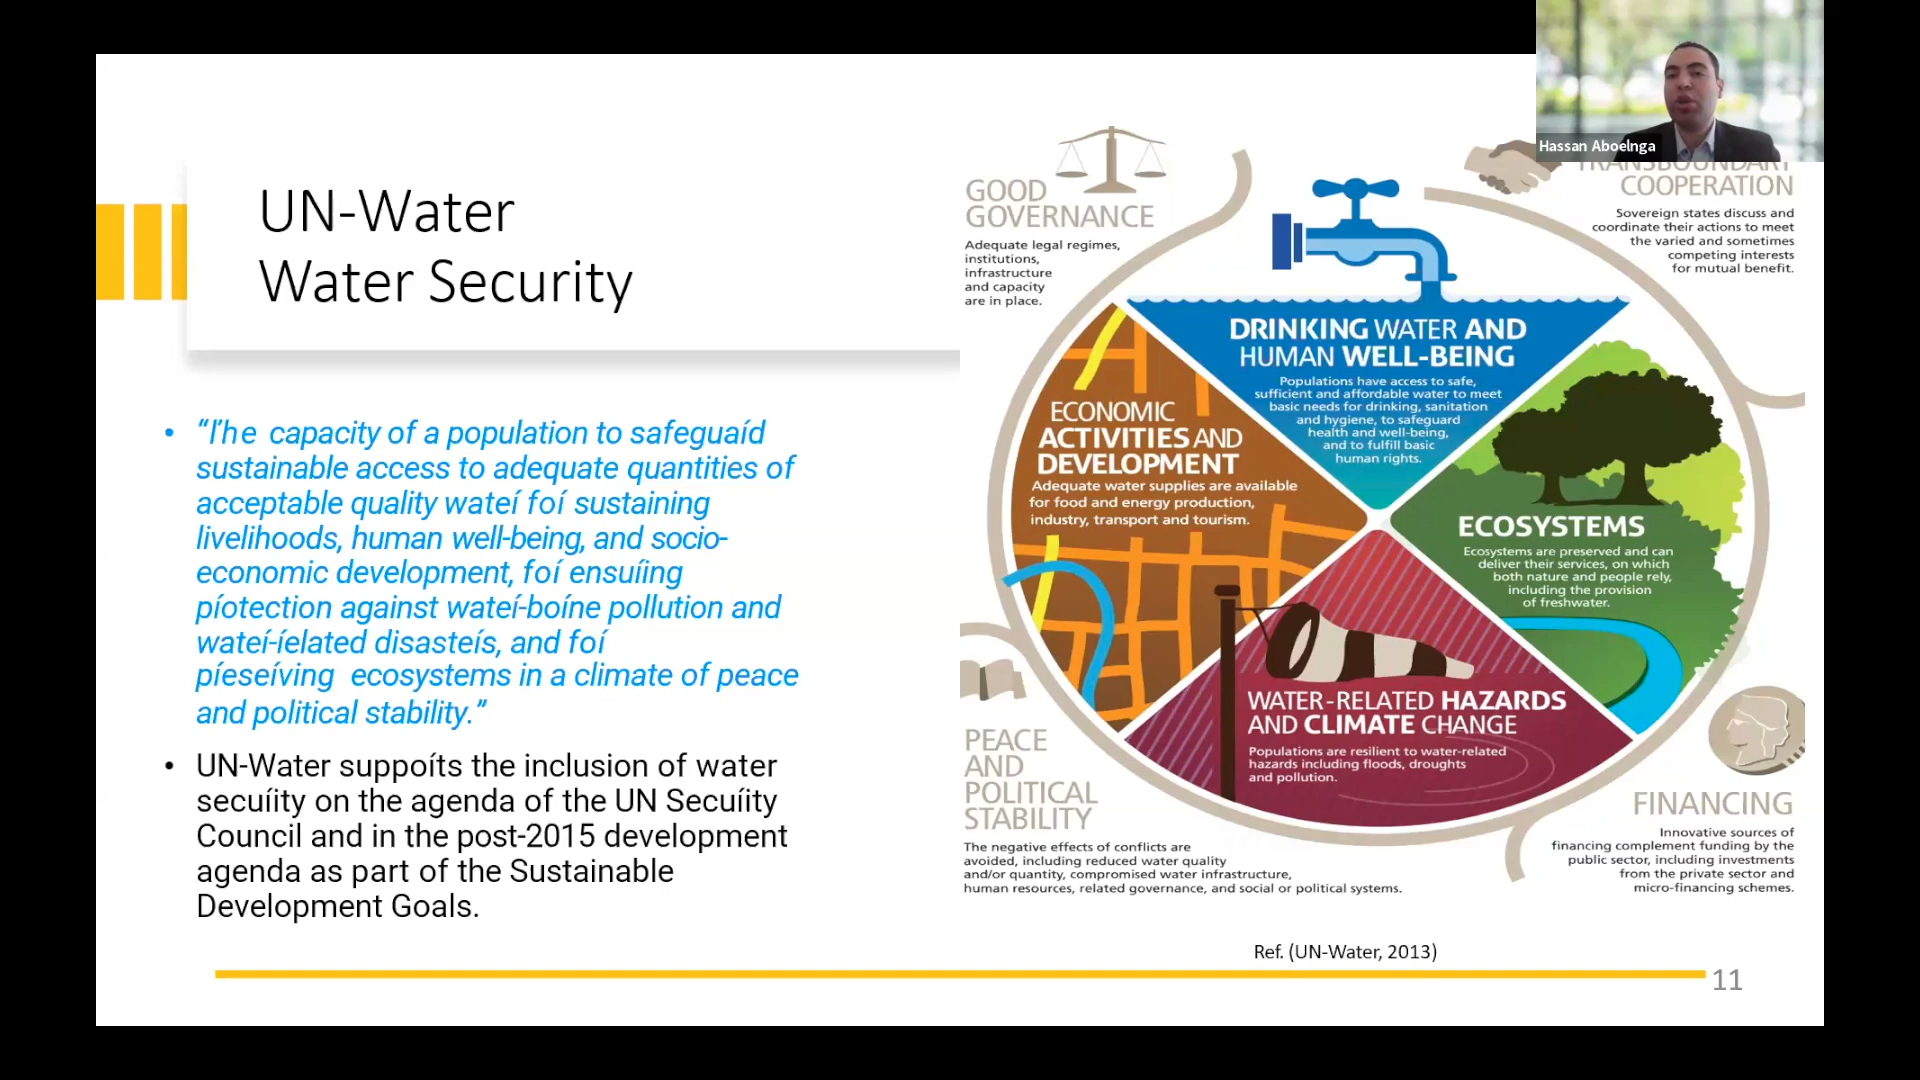 Hassan Aboelnga
UN-Water
Water Security
• “I’he capacity of a population to safeguaíd
sustainable access to adequate quantities of
acceptable quality wateí foí sustaining
livelihoods, human well-being, and socio-
economic development, foí ensuíing
píotection against wateí-boíne pollution and
wateí-íelated disasteís, and foí
píeseíving ecosystems in a climate of peace
and political stability.”
• UN-Water suppoíts the inclusion of water
secuíity on the agenda of the UN Secuíity
Council and in the post-2015 development
agenda as part of the Sustainable
Development Goals.
GOOD
GOVERNANCE
Adequate legal regimes,
institutions,
infrastructure
and capacity
are in place.
TRANSBOUNDARY
COOPERATION
Sovereign states discuss and
coordinate their actions to meet
the varied and sometimes
competing interests
for mutual benefit.
DRINKING WATER AND
HUMAN WELL-BEING
Populations have access to safe,
sufficient and affordable water to meet
basic needs for drinking, sanitation
and hygiene, to safeguard
health and well-being,
and to fulfill basic
human rights.
ECONOMIC
ACTIVITIES AND
DEVELOPMENT
Adequate water supplies are available
for food and energy production,
industry, transport and tourism.
ECOSYSTEMS
Ecosystems are preserved and can
deliver their services, on which
both nature and people rely,
including the provision
of freshwater.
WATER-RELATED HAZARDS
AND CLIMATE CHANGE
Populations are resilient to water-related
hazards including floods, droughts
and pollution.
PEACE
AND
POLITICAL
STABILITY
The negative effects of conflicts are
avoided, including reduced water quality
and/or quantity, compromised water infrastructure,
human resources, related governance, and social or political systems.
FINANCING
Innovative sources of
financing complement funding by the
public sector, including investments
from the private sector and
micro-financing schemes.
Ref. (UN-Water, 2013)
11